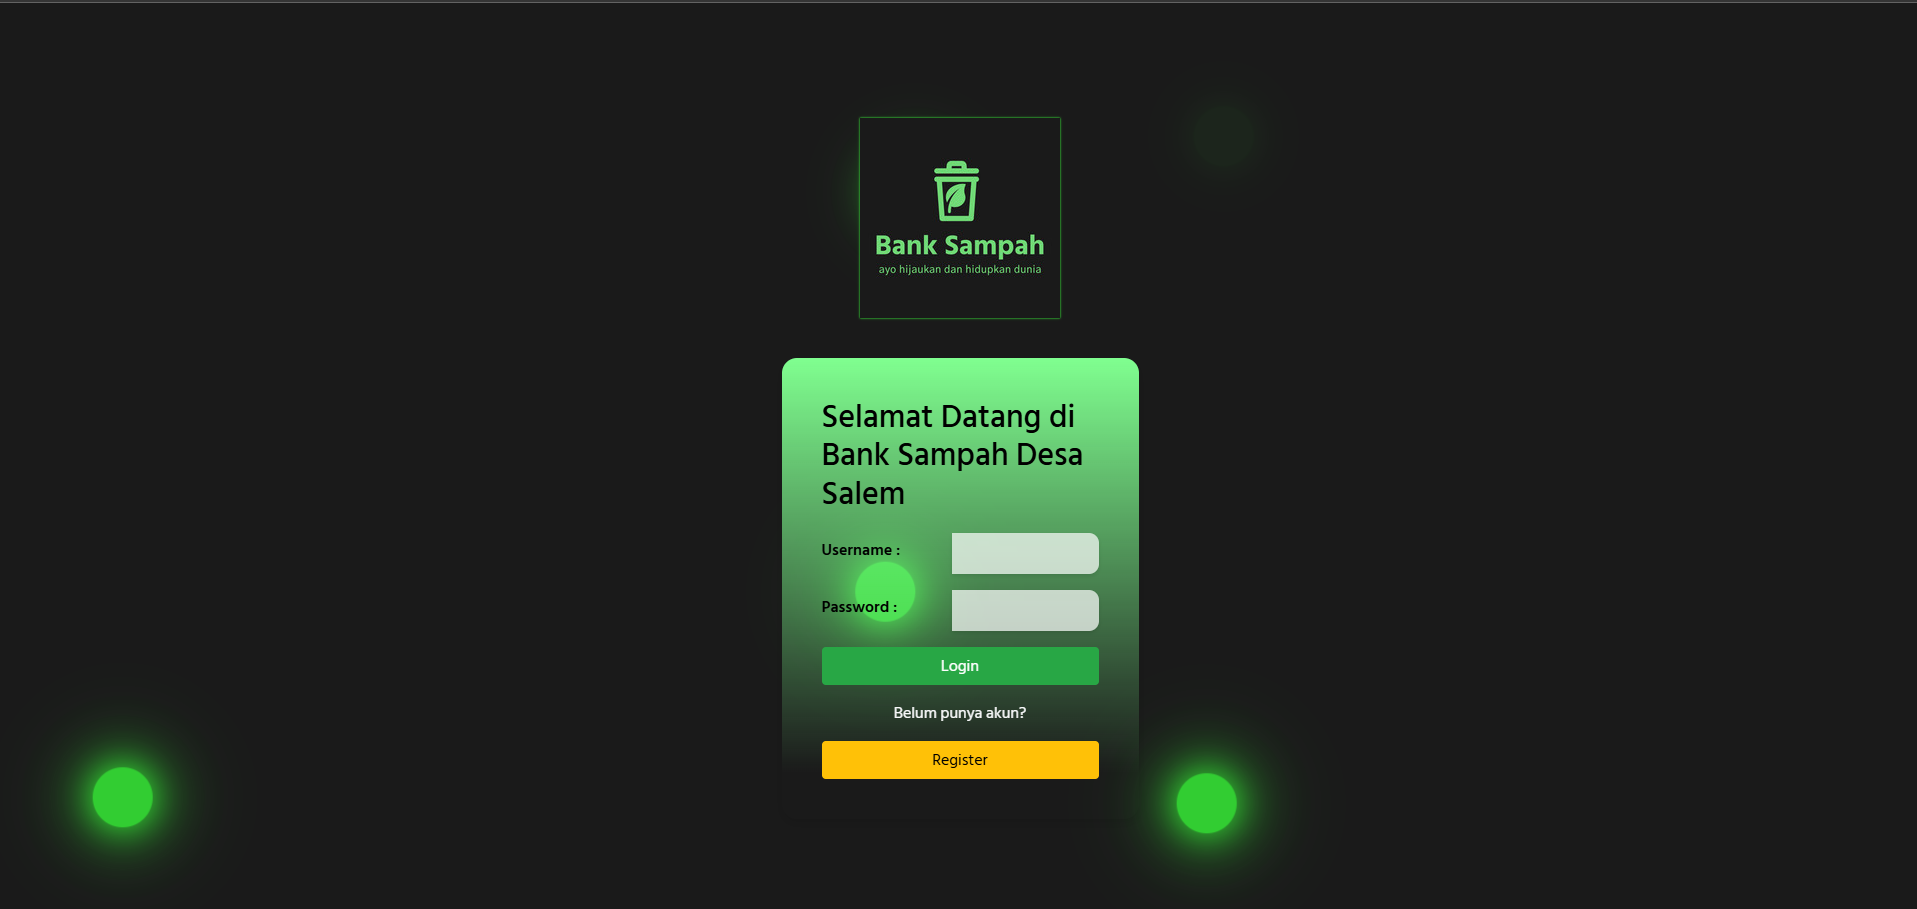 Bank Sampah
ayo hijaukan dan hidupkan dunia
Selamat Datang di
Bank Sampah Desa
Salem
Username :
Password :
Login
Belum punya akun?
Register